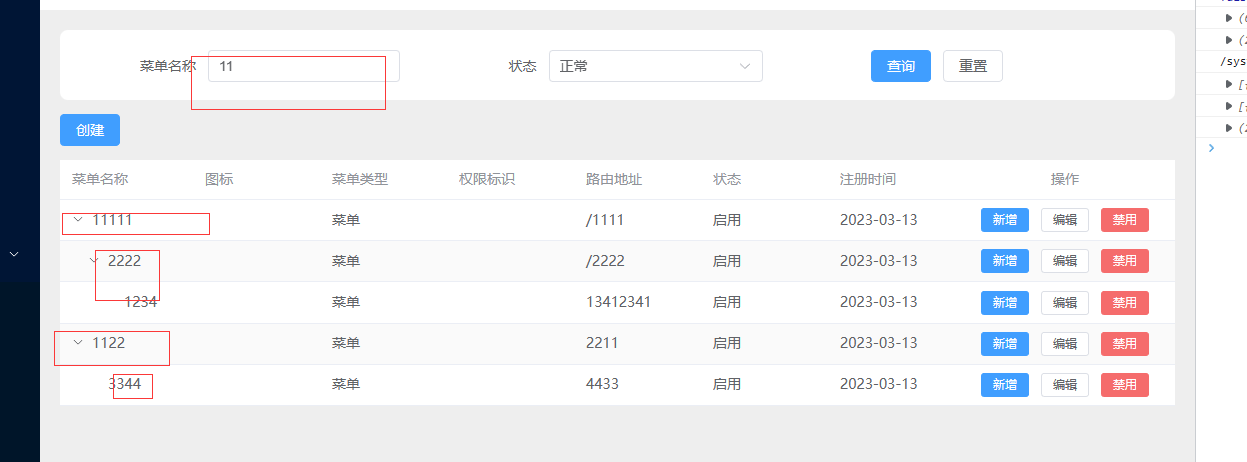 菜单名称 11 状态 正常 查询 重置
创建
菜单名称 图标 菜单类型 权限标识 路由地址 状态 注册时间 操作
11111 菜单 /1111 启用 2023-03-13 新增 编辑 禁用
2222 菜单 /2222 启用 2023-03-13 新增 编辑 禁用
1234 菜单 13412341 启用 2023-03-13 新增 编辑 禁用
1122 菜单 2211 启用 2023-03-13 新增 编辑 禁用
3344 菜单 4433 启用 2023-03-13 新增 编辑 禁用
/sys